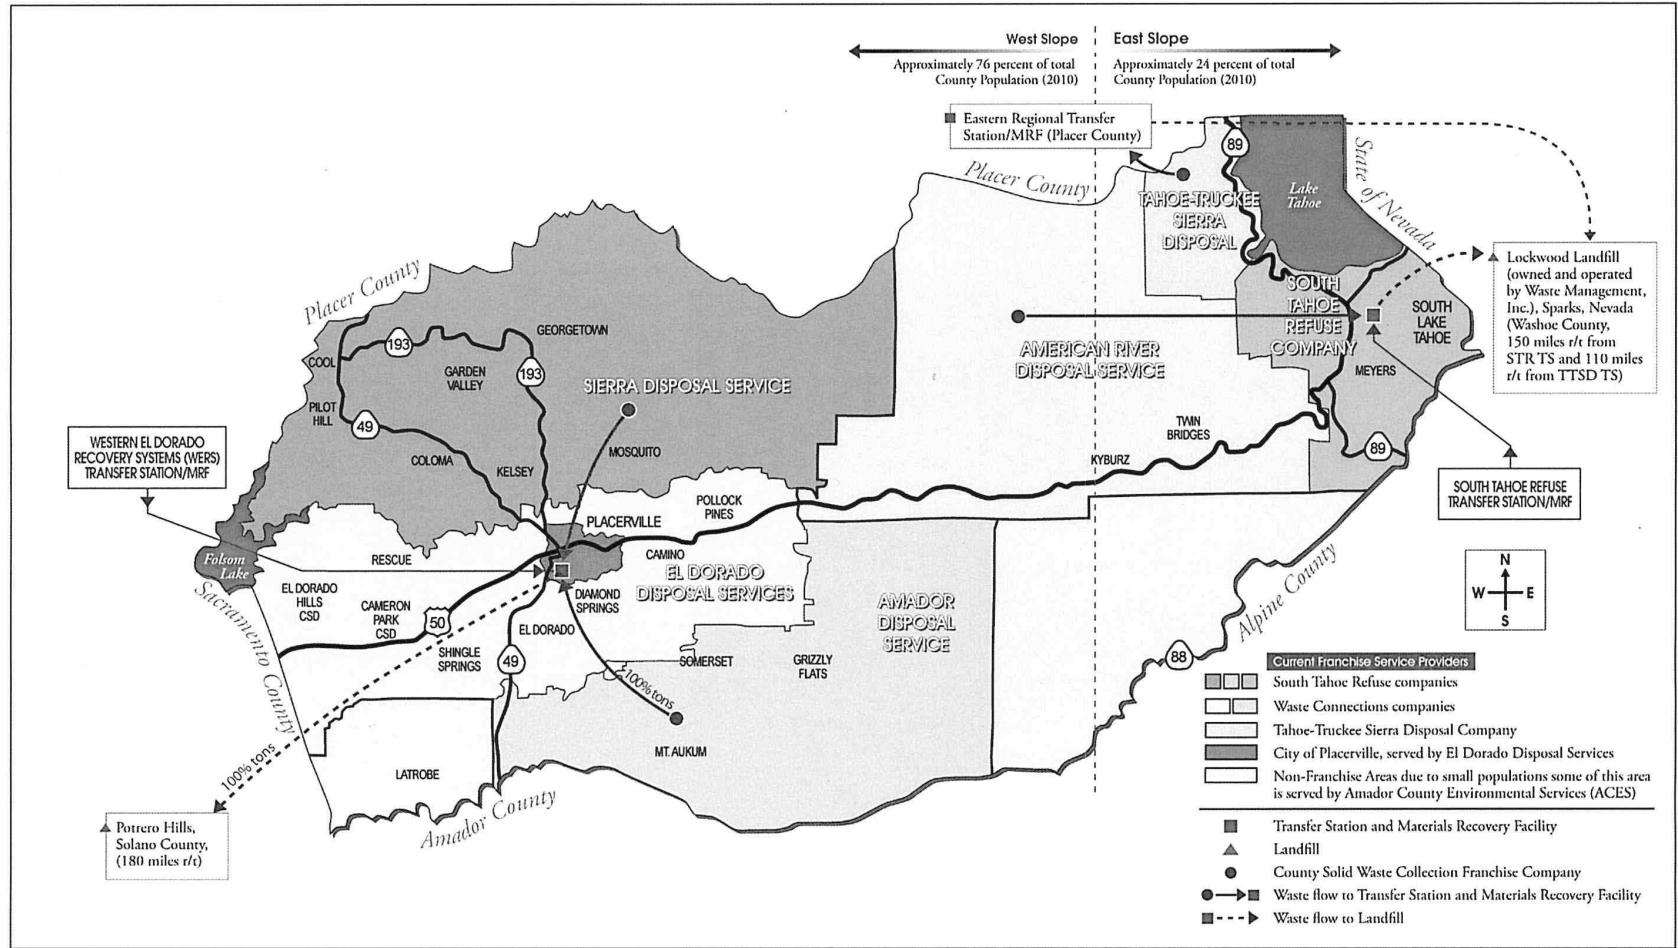 West Slope
East Slope
Approximately 76 percent of total
County Population (2010)
Approximately 24 percent of total
County Population (2010)
Eastern Regional Transfer
Station/MRF (Placer County)
89
State of Nevada
Placer County
Lake
Tahoe
TAHOE-TRUCKEE
SIERRA
DISPOSAL
Lockwood Landfill
(owned and operated
by Waste Management,
Inc.), Sparks, Nevada
(Washoe County,
150 miles r/t from
STR TS and 110 miles
r/t from TTSD TS)
Placer County
SOUTH
TAHOE
REFUSE
COMPANY
SOUTH
LAKE
TAHOE
MEYERS
193
GEORGETOWN
COOL
GARDEN
VALLEY
193
SIERRA DISPOSAL SERVICE
AMERICAN RIVER
DISPOSAL SERVICE
PILOT
HILL
49
TWIN
BRIDGES
89
WESTERN EL DORADO
RECOVERY SYSTEMS (WERS)
TRANSFER STATION/MRF
COLOMA
KELSEY
MOSQUITO
KYBURZ
SOUTH TAHOE REFUSE
TRANSFER STATION/MRF
POLLOCK
PINES
PLACERVILLE
Folsom
Lake
RESCUE
CAMINO
EL DORADO
DISPOSAL SERVICES
N
W E
S
EL DORADO
HILLS
CSD
CAMERON
PARK
CSD
DIAMOND
SPRINGS
AMADOR
DISPOSAL
SERVICE
Alpine County
Sacramento County
50
EL DORADO
SHINGLE
SPRINGS
49
SOMERSET
GRIZZLY
FLATS
88
100% tons
MT. AUKUM
LATROBE
100% tons
Amador County
Potrero Hills,
Solano County,
(180 miles r/t)
Current Franchise Service Providers
South Tahoe Refuse companies
Waste Connections companies
Tahoe-Truckee Sierra Disposal Company
City of Placerville, served by El Dorado Disposal Services
Non-Franchise Areas due to small populations some of this area
is served by Amador County Environmental Services (ACES)
Transfer Station and Materials Recovery Facility
Landfill
County Solid Waste Collection Franchise Company
Waste flow to Transfer Station and Materials Recovery Facility
Waste flow to Landfill